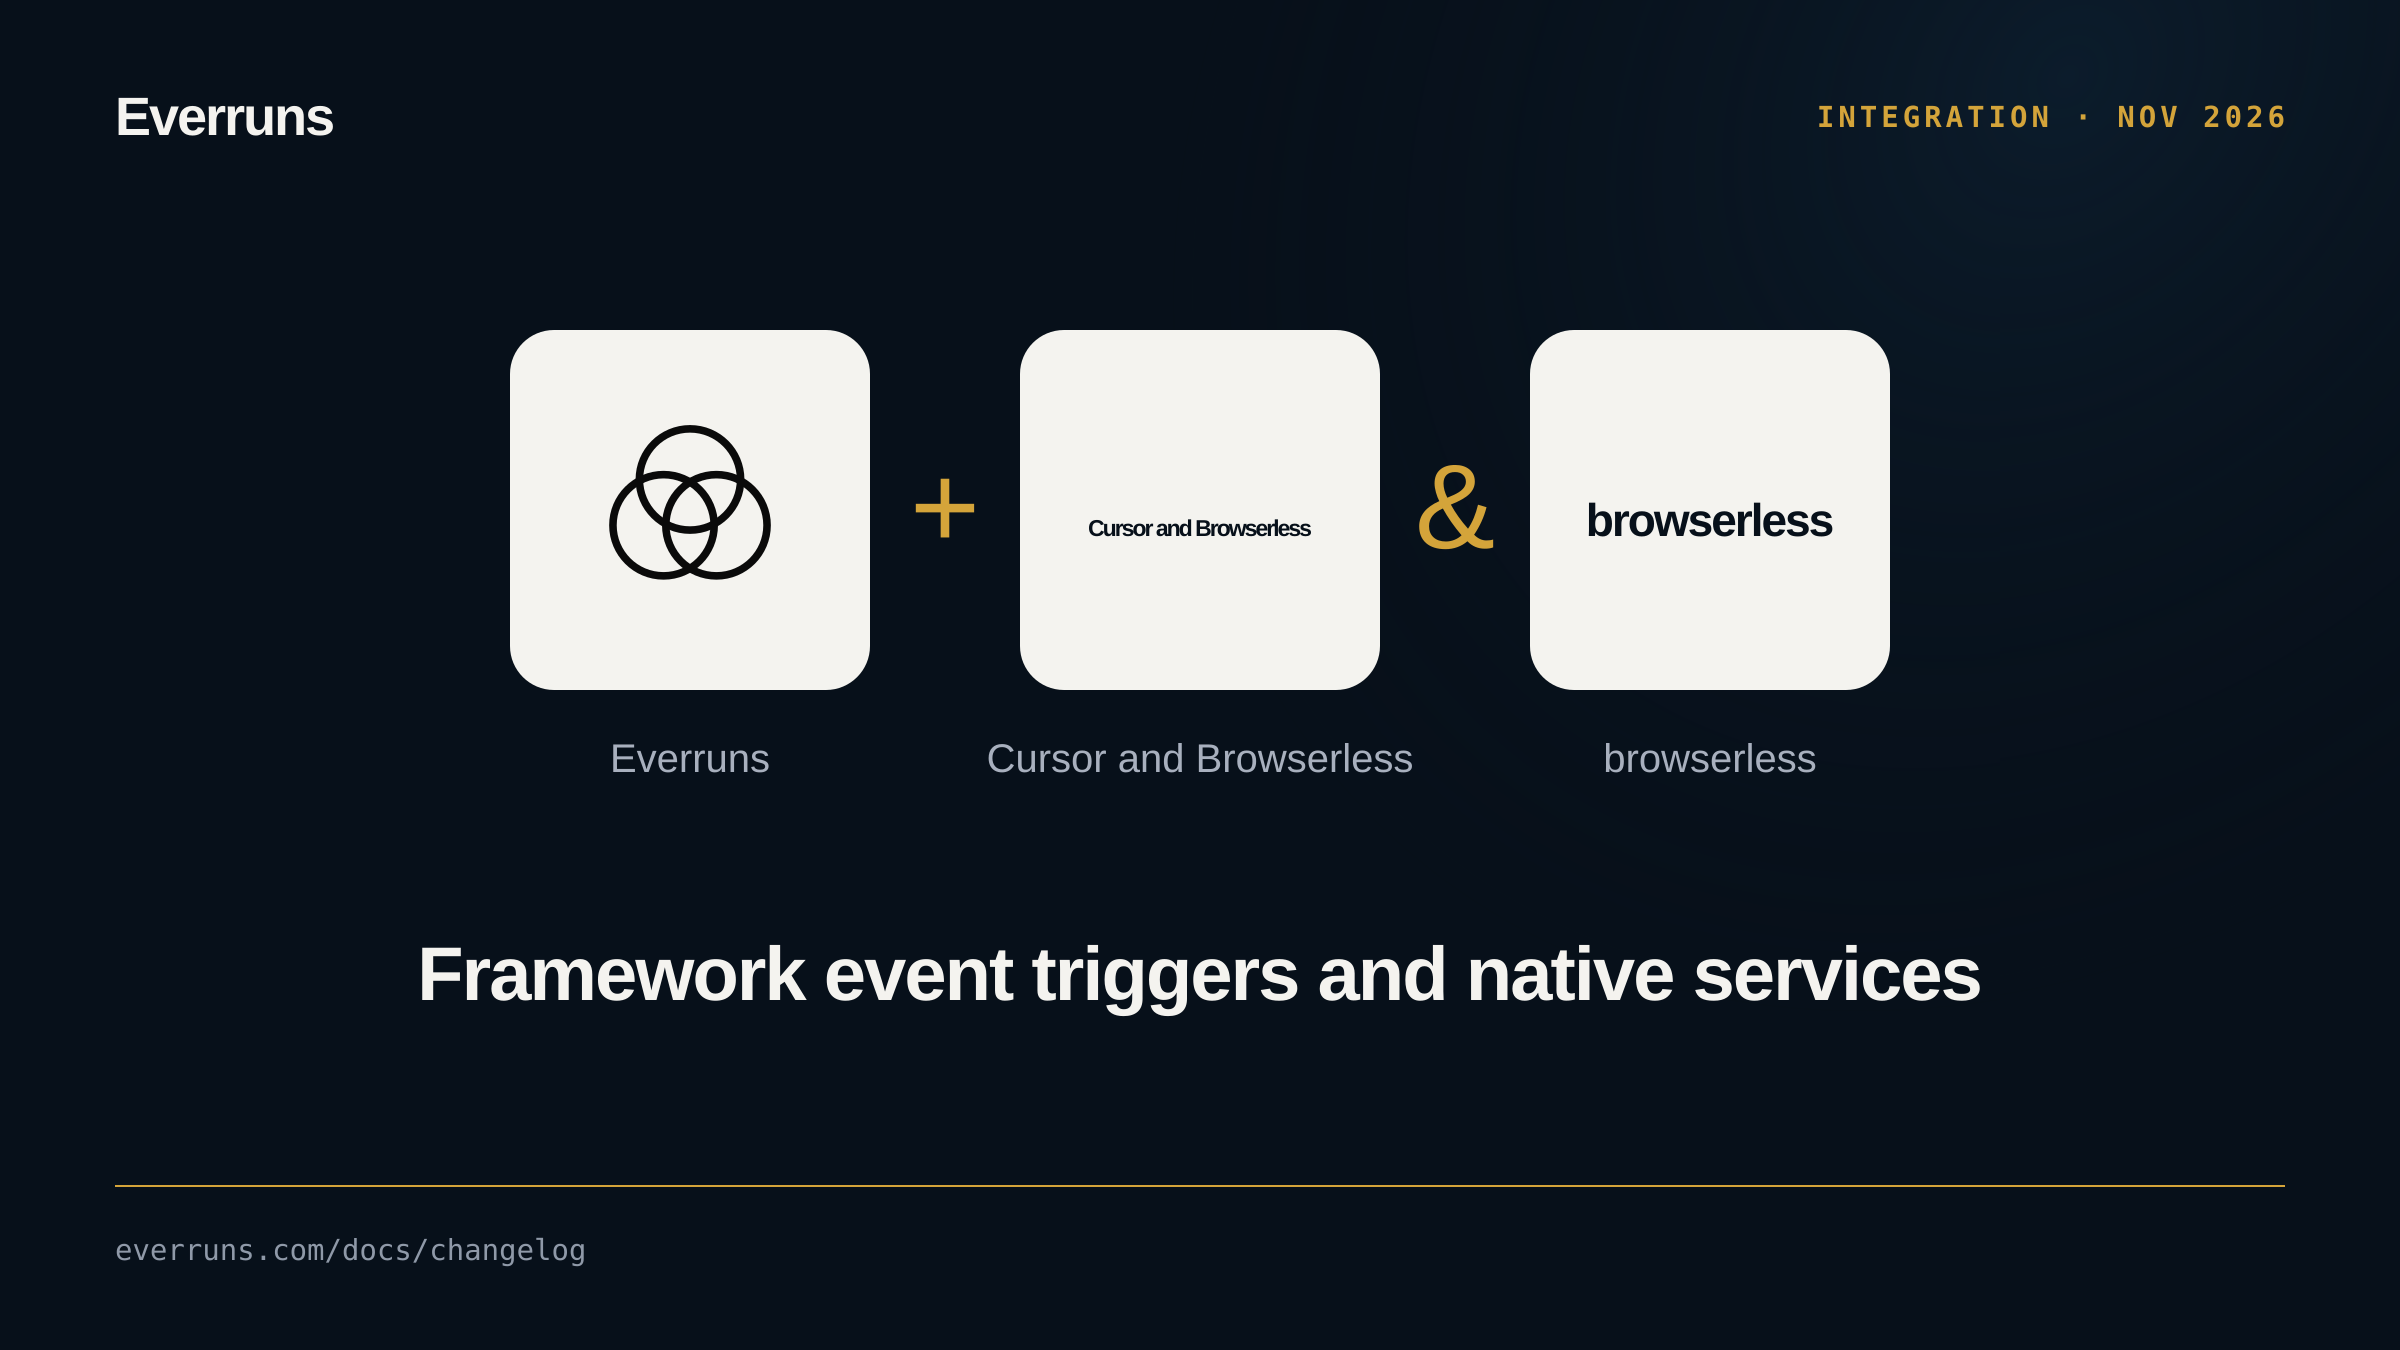 Everruns
INTEGRATION · NOV 2026
+
Cursor and Browserless
&
browserless
Everruns
Cursor and Browserless
browserless
Framework event triggers and native services
everruns.com/docs/changelog